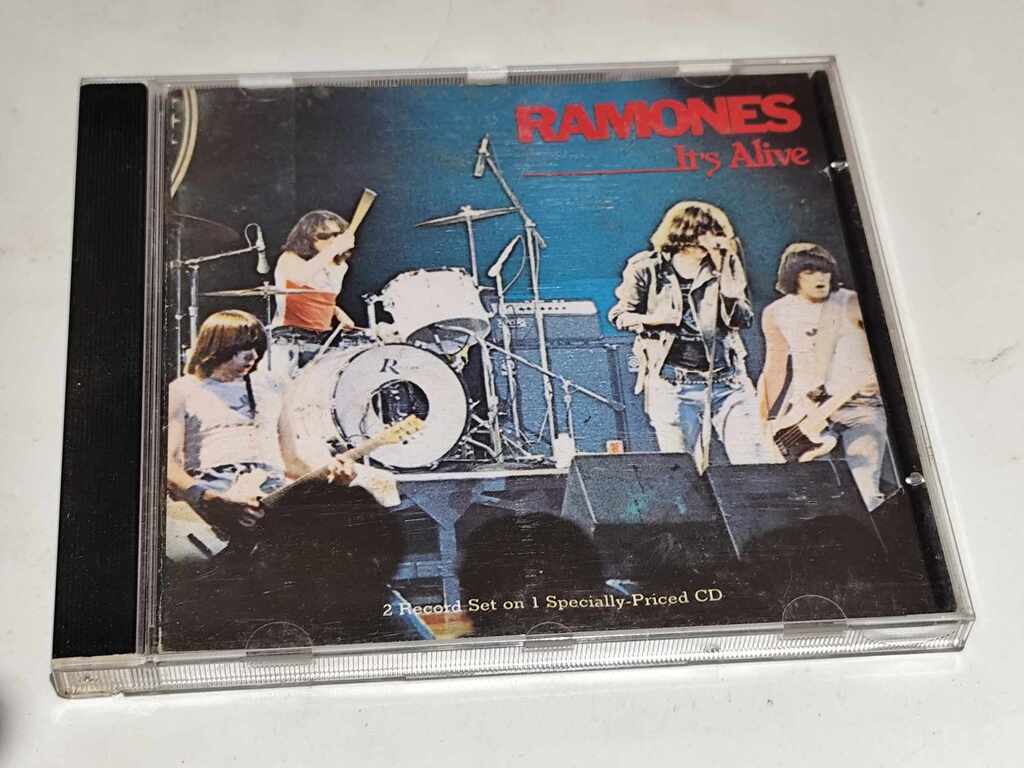 RAMONES
It's Alive
R
2 Record Set on 1 Specially-Priced CD